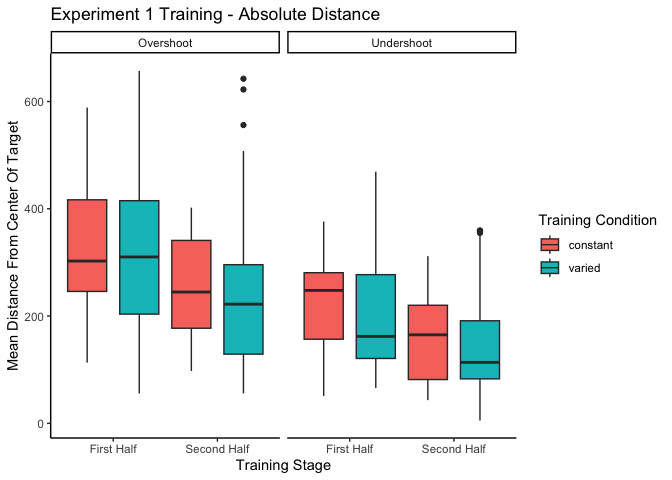 Experiment 1 Training - Absolute Distance
Overshoot
Undershoot
Mean Distance From Center Of Target
600
400
200
0
First Half
Second Half
First Half
Second Half
Training Stage
Training Condition
constant
varied